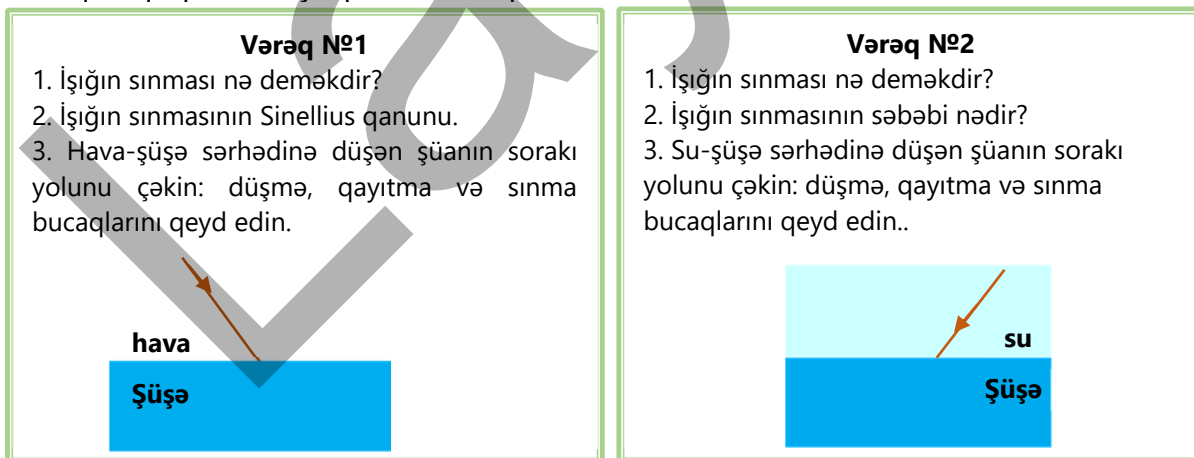 Vərəq №1
1. İşığın sınması nə deməkdir?
2. İşığın sınmasının Sinellius qanunu.
3. Hava-şüşə sərhədinə düşən şüanın sorakı
yolunu çəkin: düşmə, qayıtma və sınma
bucaqlarını qeyd edin.
hava
Şüşə
Vərəq №2
1. İşığın sınması nə deməkdir?
2. İşığın sınmasının səbəbi nədir?
3. Su-şüşə sərhədinə düşən şüanın sorakı
yolunu çəkin: düşmə, qayıtma və sınma
bucaqlarını qeyd edin..
su
Şüşə